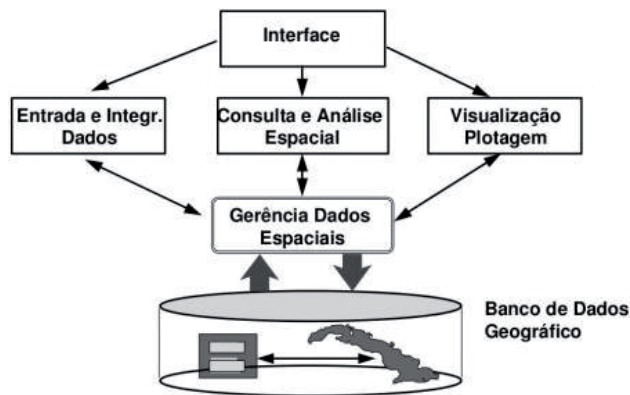 Interface
Entrada e Integr.
Dados
Consulta e Análise
Espacial
Visualização
Plotagem
Gerência Dados
Espaciais
Banco de Dados
Geográfico